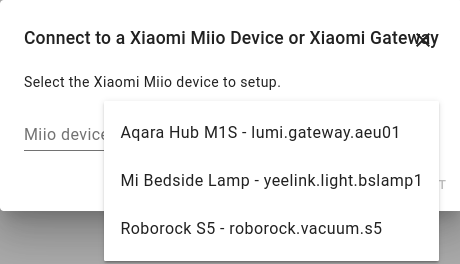 Connect to a Xiaomi Miio Device or Xiaomi Gateway
Select the Xiaomi Miio device to setup.
Miio device
Aqara Hub M1S - lumi.gateway.aeu01
Mi Bedside Lamp - yeelink.light.bslamp1
Roborock S5 - roborock.vacuum.s5